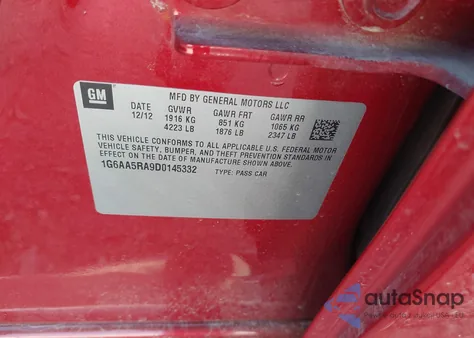 GM
MFD BY GENERAL MOTORS LLC
DATE GVWR GAWR FRT GAWR RR
12/12 1916 KG 851 KG 1065 KG
4223 LB 1876 LB 2347 LB
THIS VEHICLE CONFORMS TO ALL APPLICABLE U.S. FEDERAL MOTOR
VEHICLE SAFETY, BUMPER, AND THEFT PREVENTION STANDARDS IN
EFFECT ON THE DATE OF MANUFACTURE SHOWN ABOVE.
1G6AA5RA9D0145332 TYPE: PASS CAR
autoSnap